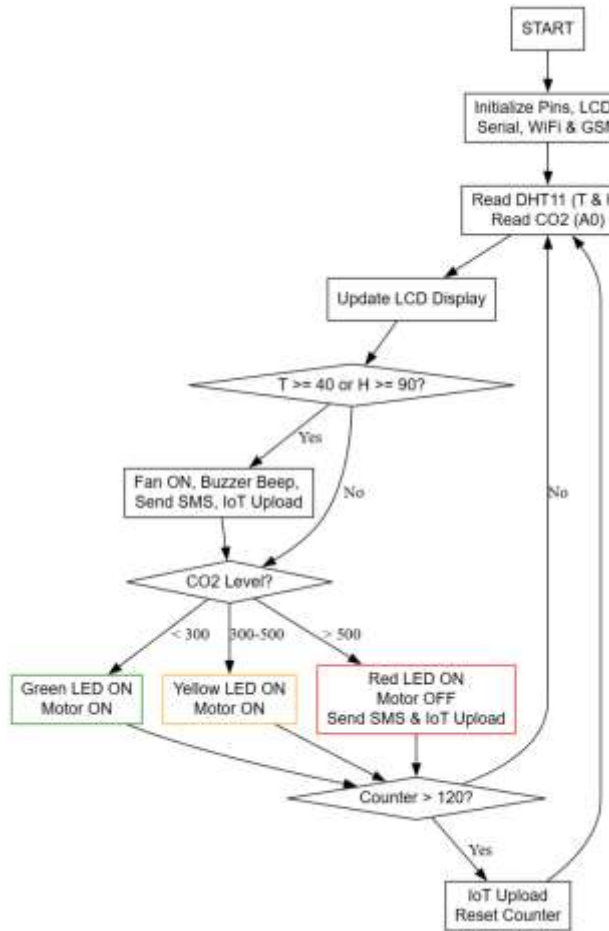 START
Initialize Pins, LCD
Serial, WiFi & GSM
Read DHT11 (T &
Read CO2 (A0)
Update LCD Display
T >= 40 or H >= 90?
Yes
Fan ON, Buzzer Beep,
Send SMS, IoT Upload
No
No
CO2 Level?
< 300
300-500
> 500
Green LED ON
Motor ON
Yellow LED ON
Motor ON
Red LED ON
Motor OFF
Send SMS & IoT Upload
Counter > 120?
Yes
IoT Upload
Reset Counter